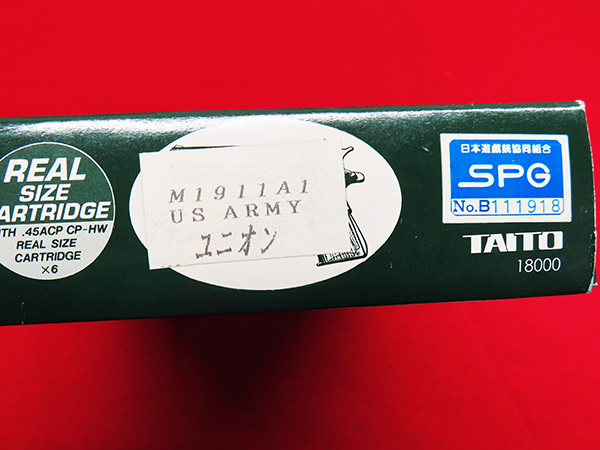 REAL
SIZE
CARTRIDGE
.45ACP CP-HW
REAL SIZE
CARTRIDGE
×6
M1911A1
US ARMY
ユニオン
日本遊戯銃協同組合
SPG
No.B111918
TAITO
18000